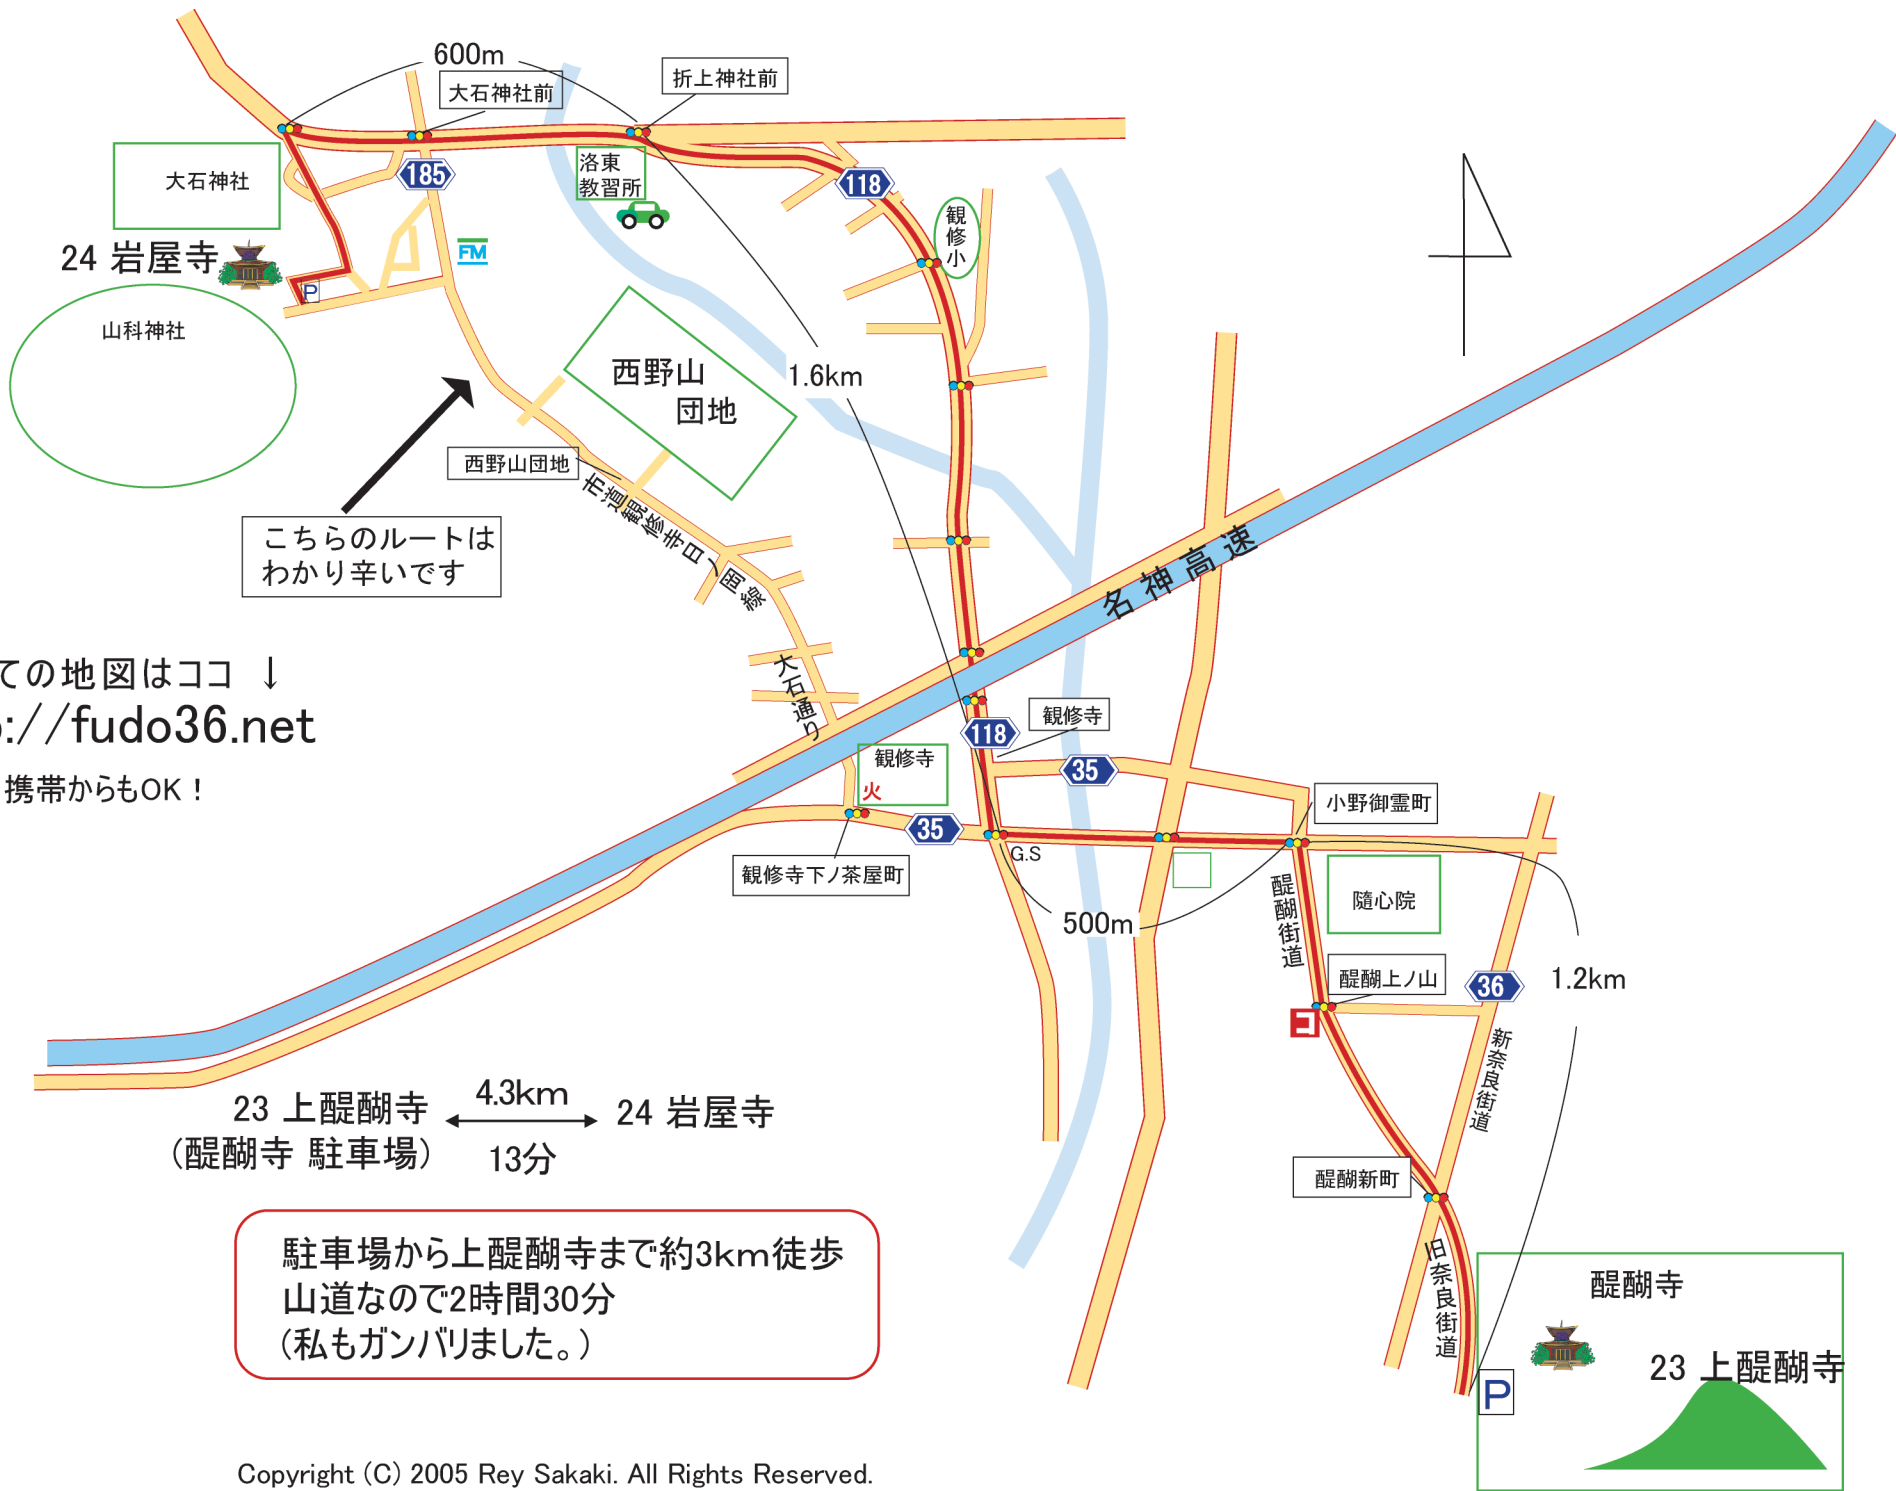 600m
大石神社前
折上神社前
大石神社
185
洛東
教習所
118
観修小
24 岩屋寺
FM
P
山科神社
西野山
団地
1.6km
西野山団地
市道観修寺日ノ岡線
こちらのルートは
わかり辛いです
名神高速
ての地図はココ ↓
://fudo36.net
携帯からもOK！
大石通り
118
観修寺
観修寺
火
35
35
小野御霊町
G.S
観修寺下ノ茶屋町
醍醐街道
隨心院
500m
醍醐上ノ山
36
1.2km
新奈良街道
23 上醍醐寺
(醍醐寺 駐車場)
4.3km
13分
24 岩屋寺
醍醐新町
駐車場から上醍醐寺まで約3km徒歩
山道なので2時間30分
(私もガンバリました。)
旧奈良街道
醍醐寺
23 上醍醐寺
P
Copyright (C) 2005 Rey Sakaki. All Rights Reserved.